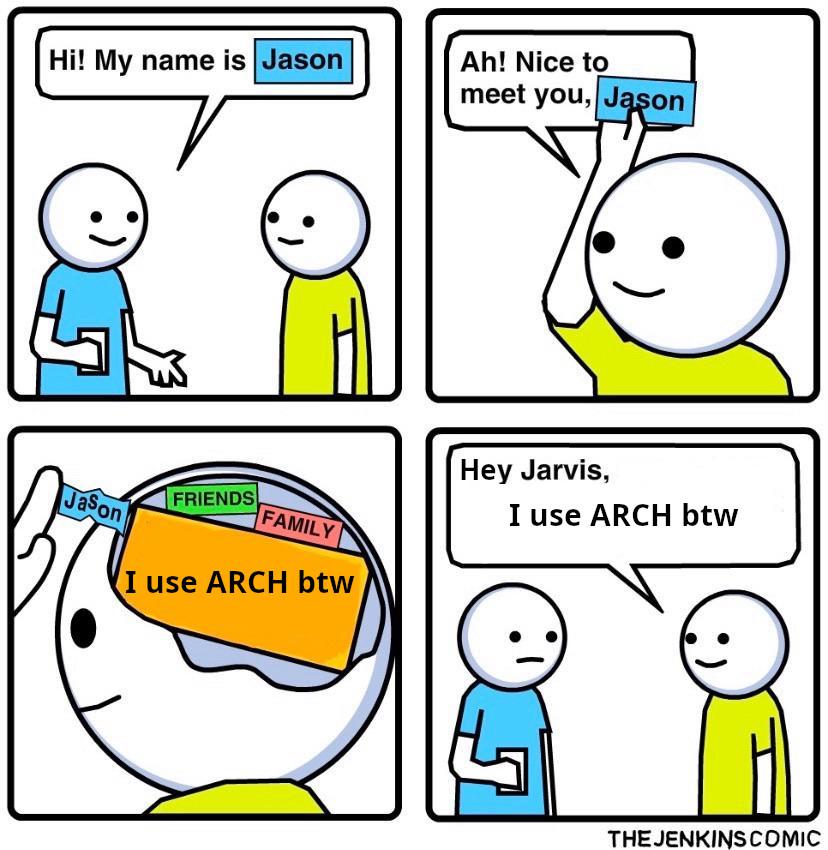 Hi! My name is Jason
Ah! Nice to
meet you, Jason
Jason
FRIENDS
FAMILY
I use ARCH btw
Hey Jarvis,
I use ARCH btw
THEJENKINSCOMIC